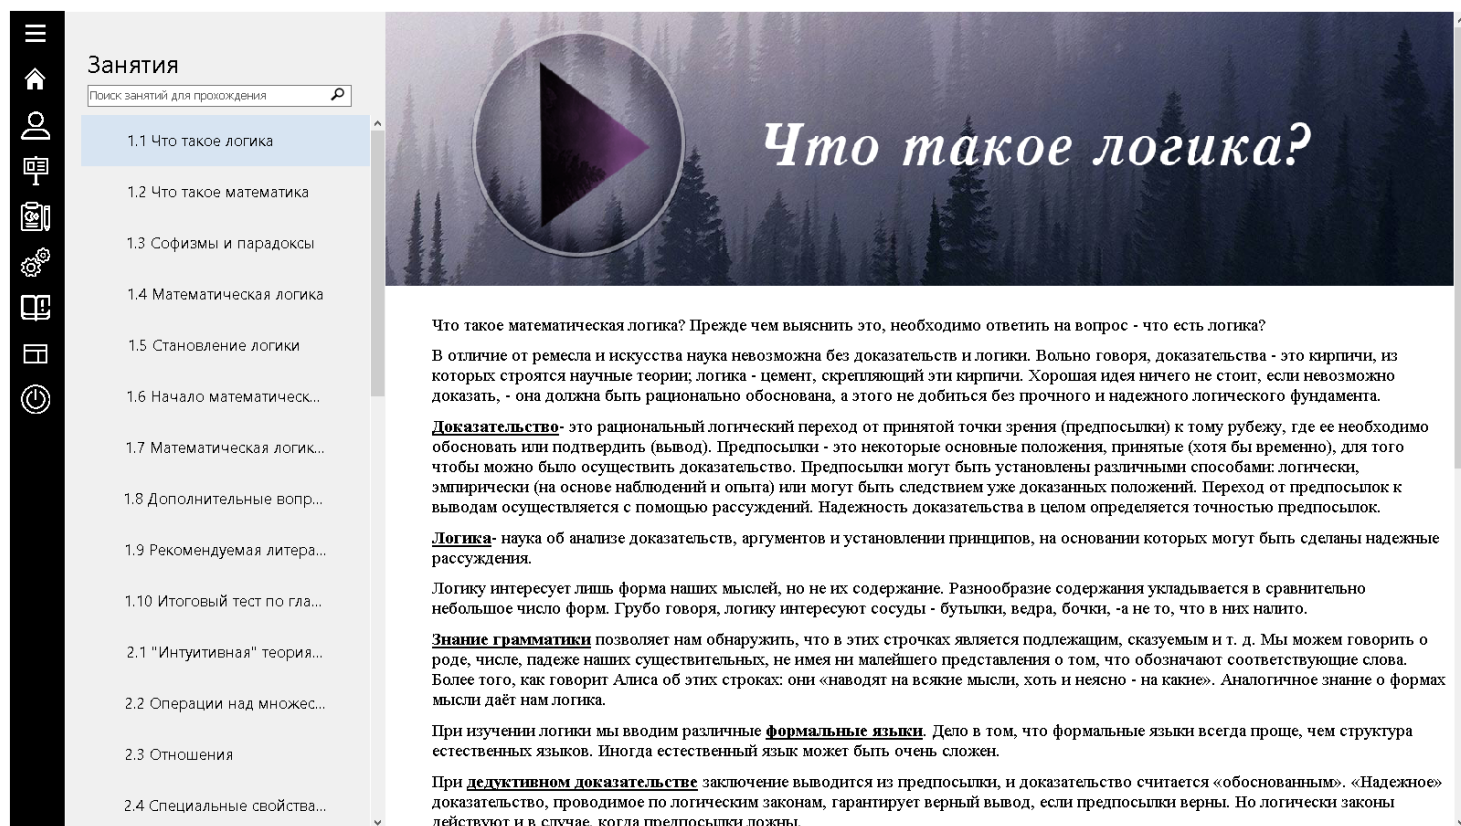 Занятия
Поиск занятий для прохождения
1.1 Что такое логика
1.2 Что такое математика
1.3 Софизмы и парадоксы
1.4 Математическая логика
1.5 Становление логики
1.6 Начало математическ...
1.7 Математическая логик...
1.8 Дополнительные вопр...
1.9 Рекомендуемая литера...
1.10 Итоговый тест по гла...
2.1 "Интуитивная" теория...
2.2 Операции над множес...
2.3 Отношения
2.4 Специальные свойства...
Что такое логика?
Что такое математическая логика? Прежде чем выяснить это, необходимо ответить на вопрос - что есть логика?
В отличие от ремесла и искусства наука невозможна без доказательств и логики. Вольно говоря, доказательства - это кирпичи, из
которых строятся научные теории; логика - цемент, скрепляющий эти кирпичи. Хорошая идея ничего не стоит, если невозможно
доказать, - она должна быть рационально обоснована, а этого не добиться без прочного и надежного логического фундамента.
Доказательство- это рациональный логический переход от принятой точки зрения (предпосылки) к тому рубежу, где ее необходимо
обосновать или подтвердить (вывод). Предпосылки - это некоторые основные положения, принятые (хотя бы временно), для того
чтобы можно было осуществить доказательство. Предпосылки могут быть установлены различными способами: логически,
эмпирически (на основе наблюдений и опыта) или могут быть следствием уже доказанных положений. Переход от предпосылок к
выводам осуществляется с помощью рассуждений. Надежность доказательства в целом определяется точностью предпосылок.
Логика- наука об анализе доказательств, аргументов и установлении принципов, на основании которых могут быть сделаны надежные
рассуждения.
Логику интересует лишь форма наших мыслей, но не их содержание. Разнообразие содержания укладывается в сравнительно
небольшое число форм. Грубо говоря, логику интересуют сосуды - бутылки, ведра, бочки, -а не то, что в них налито.
Знание грамматики позволяет нам обнаружить, что в этих строчках является подлежащим, сказуемым и т. д. Мы можем говорить о
роде, числе, падеже наших существительных, не имея ни малейшего представления о том, что обозначают соответствующие слова.
Более того, как говорит Алиса об этих строках: они «наводят на всякие мысли, хоть и неясно - на какие». Аналогичное знание о формах
мысли даёт нам логика.
При изучении логики мы вводим различные формальные языки. Дело в том, что формальные языки всегда проще, чем структура
естественных языков. Иногда естественный язык может быть очень сложен.
При дедуктивном доказательстве заключение выводится из предпосылки, и доказательство считается «обоснованным». «Надежное»
доказательство, проводимое по логическим законам, гарантирует верный вывод, если предпосылки верны. Но логически законы
действуют и в случае, когда предпосылки ложны.